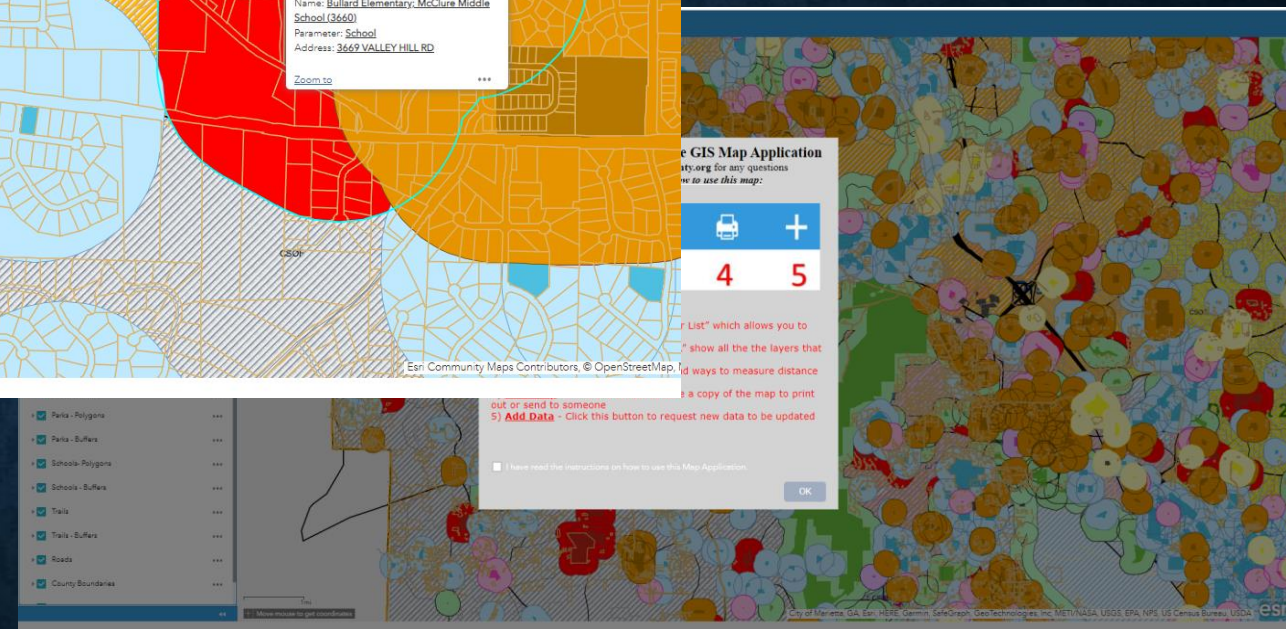 Name: Bullard Elementary; McClure Middle
School (3660)
Parameter: School
Address: 3669 VALLEY HILL RD
Zoom to
CSOF
Esri Community Maps Contributors, © OpenStreetMap,
e GIS Map Application
nty.org for any questions
ow to use this map:
4 5
r List" which allows you to
" show all the the layers that
d ways to measure distance
e a copy of the map to print
out or send to someone
5) Add Data - Click this button to request new data to be updated
I have read the instructions on how to use this Map Application.
OK
Parks - Polygons
Parks - Buffers
Schools- Polygons
Schools - Buffers
Trails
Trails - Buffers
Roads
County Boundaries
Move mouse to get coordinates
City of Marietta, GA, Esri, HERE, Garmin, SafeGraph, GeoTechnologies, Inc, METI/NASA, USGS, EPA, NPS, US Census Bureau, USDA
esri